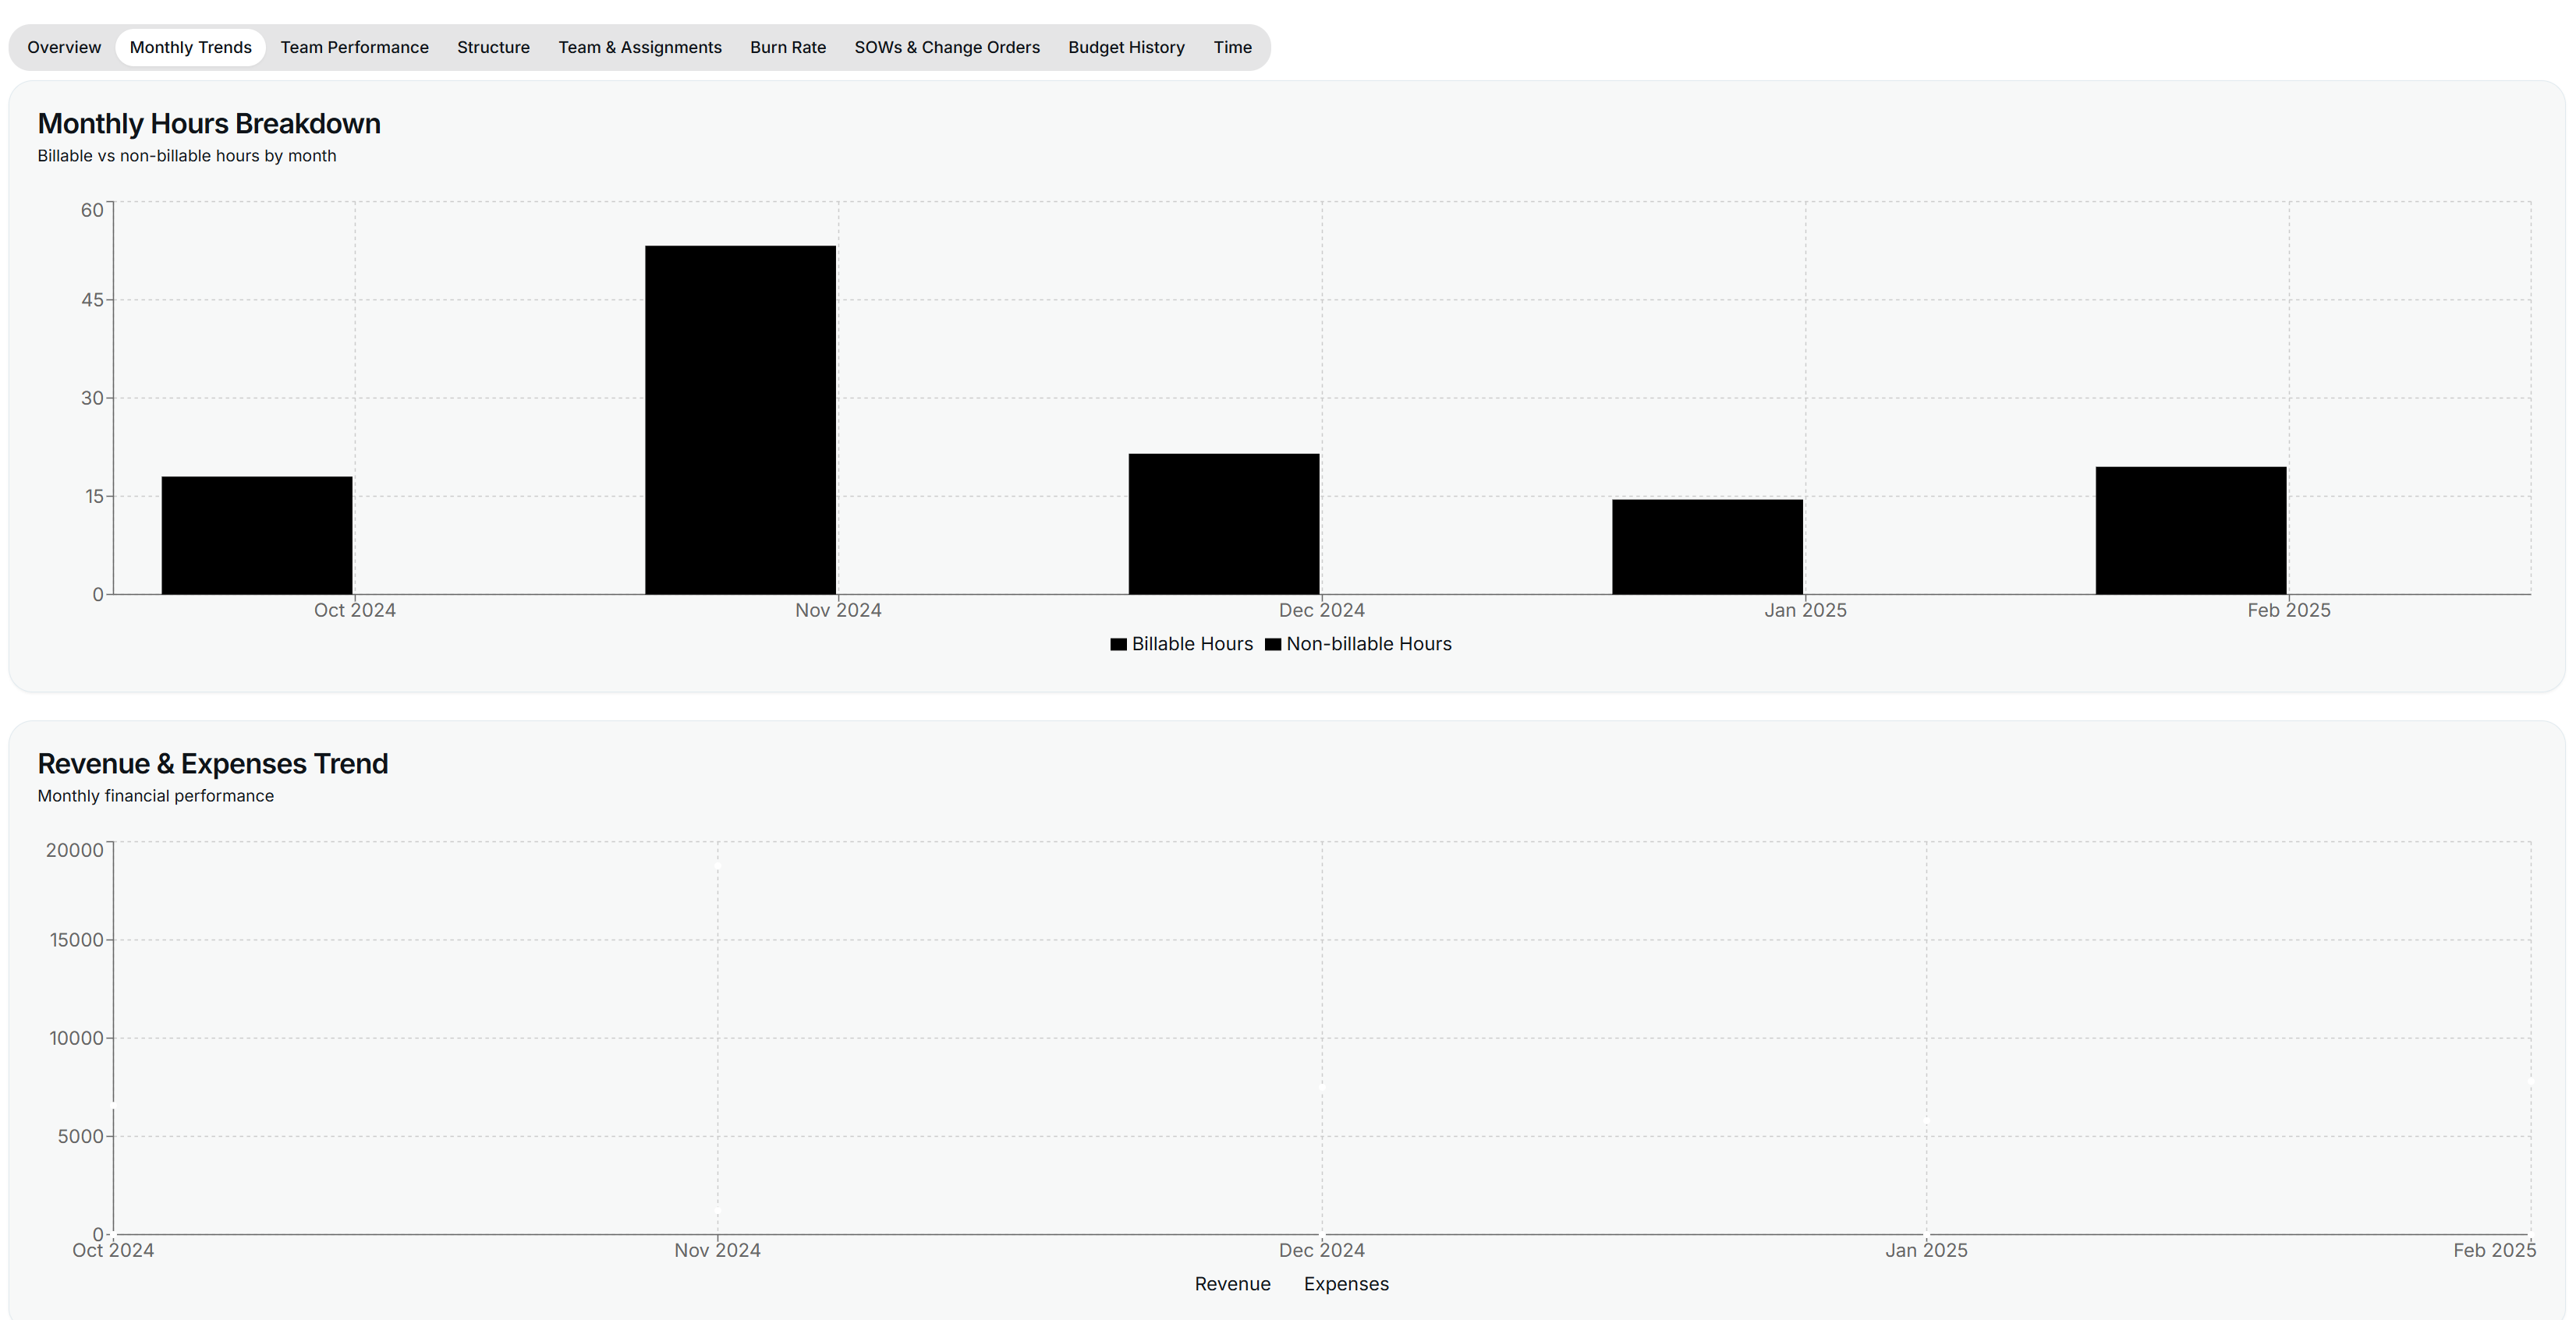 Overview Monthly Trends Team Performance Structure Team & Assignments Burn Rate SOWs & Change Orders Budget History Time
Monthly Hours Breakdown
Billable vs non-billable hours by month
60
45
30
15
0
Oct 2024 Nov 2024 Dec 2024 Jan 2025 Feb 2025
Billable Hours Non-billable Hours
Revenue & Expenses Trend
Monthly financial performance
20000
15000
10000
5000
0
Oct 2024 Nov 2024 Dec 2024 Jan 2025 Feb 2025
Revenue Expenses